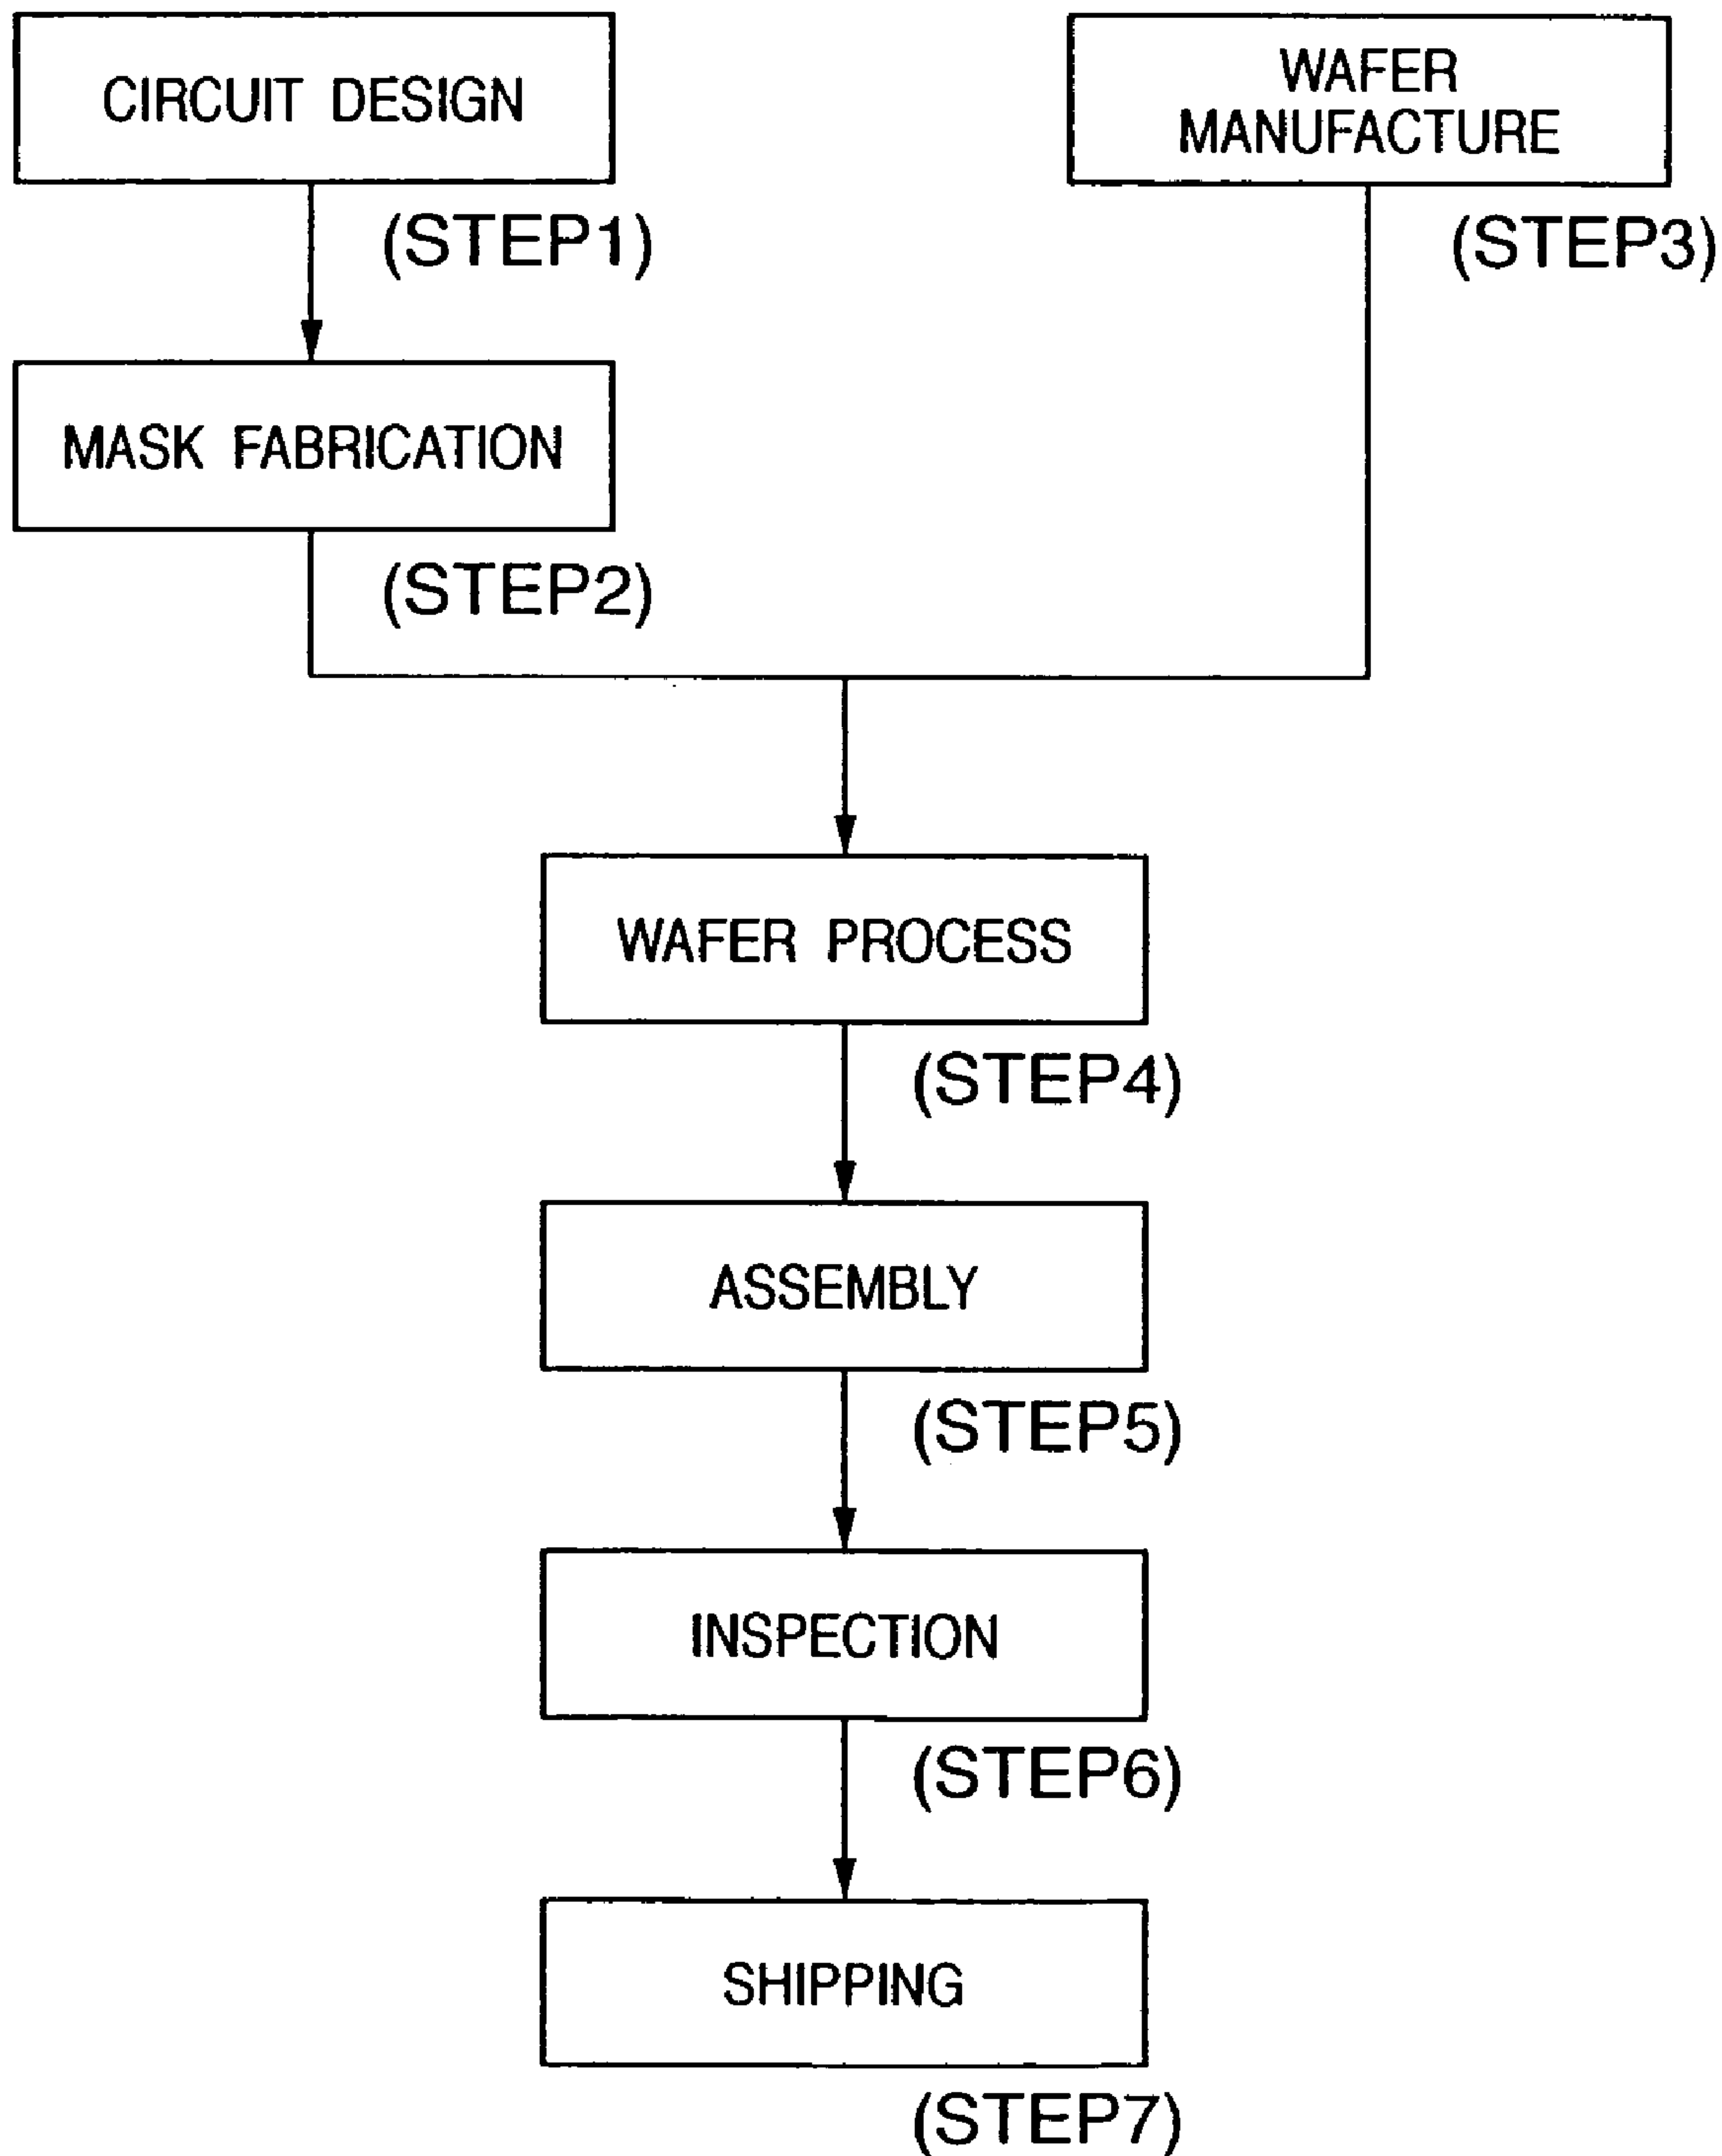 CIRCUIT DESIGN
(STEP1)
MASK FABRICATION
(STEP2)
WAFER
MANUFACTURE
(STEP3)
WAFER PROCESS
(STEP4)
ASSEMBLY
(STEP5)
INSPECTION
(STEP6)
SHIPPING
(STEP7)